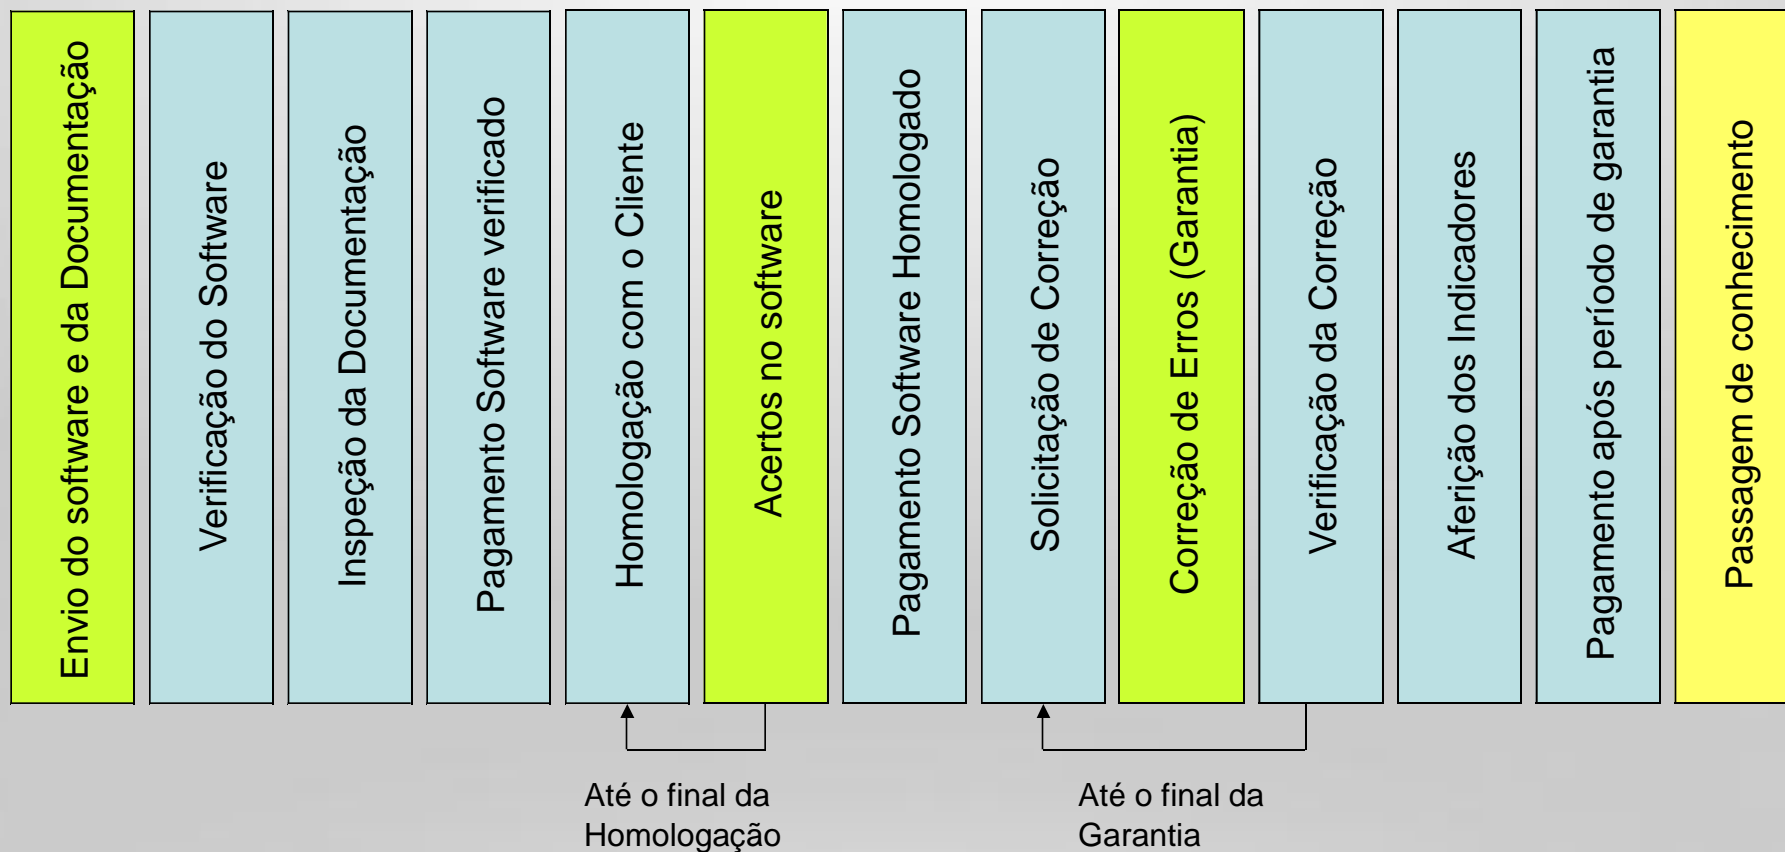 Envio do software e da Documentação
Verificação do Software
Inspeção da Documentação
Pagamento Software verificado
Homologação com o Cliente
Acertos no software
Pagamento Software Homologado
Solicitação de Correção
Correção de Erros (Garantia)
Verificação da Correção
Aferição dos Indicadores
Pagamento após período de garantia
Passagem de conhecimento
Até o final da
Homologação
Até o final da
Garantia